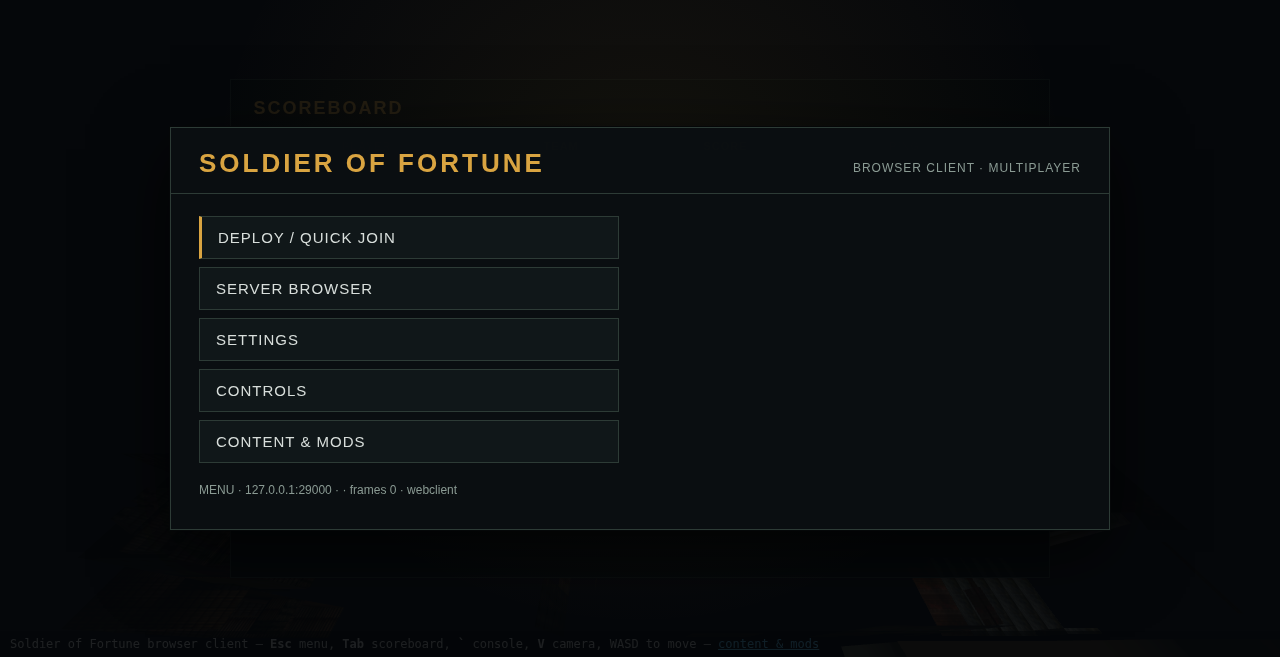 SCOREBOARD
SOLDIER OF FORTUNE
BROWSER CLIENT · MULTIPLAYER
DEPLOY / QUICK JOIN
SERVER BROWSER
SETTINGS
CONTROLS
CONTENT & MODS
MENU · 127.0.0.1:29000 · · frames 0 · webclient
Soldier of Fortune browser client — Esc menu, Tab scoreboard, ` console, V camera, WASD to move — content & mods